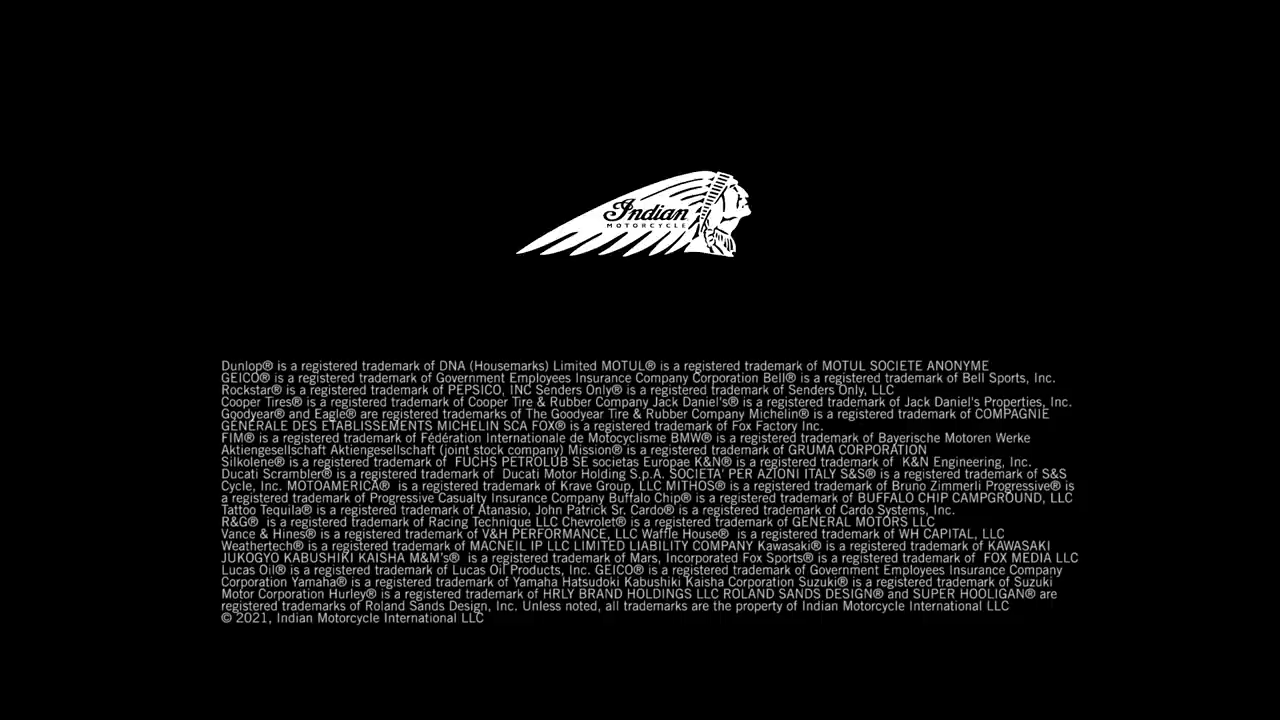 Indian
MOTORCYCLE
Dunlop® is a registered trademark of DNA (Housemarks) Limited MOTUL® is a registered trademark of MOTUL SOCIETE ANONYME
GEICO® is a registered trademark of Government Employees Insurance Company Corporation Bell® is a registered trademark of Bell Sports, Inc.
Rockstar® is a registered trademark of PEPSICO, INC Senders Only® is a registered trademark of Senders Only, LLC
Cooper Tires® is a registered trademark of Cooper Tire & Rubber Company Jack Daniel's® is a registered trademark of Jack Daniel's Properties, Inc.
Goodyear® and Eagle® are registered trademarks of The Goodyear Tire & Rubber Company Michelin® is a registered trademark of COMPAGNIE
GENERALE DES ETABLISSEMENTS MICHELIN SCA FOX® is a registered trademark of Fox Factory Inc.
FIM® is a registered trademark of Fédération Internationale de Motocyclisme BMW® is a registered trademark of Bayerische Motoren Werke
Aktiengesellschaft Aktiengesellschaft (joint stock company) Mission® is a registered trademark of GRUMA CORPORATION
Silkolene® is a registered trademark of FUCHS PETROLUB SE societas Europae K&N® is a registered trademark of K&N Engineering, Inc.
Ducati Scrambler® is a registered trademark of Ducati Motor Holding S.p.A. SOCIETA' PER AZIONI ITALY S&S® is a registered trademark of S&S
Cycle, Inc. MOTOAMERICA® is a registered trademark of Krave Group, LLC MITHOS® is a registered trademark of Bruno Zimmerli Progressive® is
a registered trademark of Progressive Casualty Insurance Company Buffalo Chip® is a registered trademark of BUFFALO CHIP CAMPGROUND, LLC
Tattoo Tequila® is a registered trademark of Atanasio, John Patrick Sr. Cardo® is a registered trademark of Cardo Systems, Inc.
R&G® is a registered trademark of Racing Technique LLC Chevrolet® is a registered trademark of GENERAL MOTORS LLC
Vance & Hines® is a registered trademark of V&H PERFORMANCE, LLC Waffle House® is a registered trademark of WH CAPITAL, LLC
Weathertech® is a registered trademark of MACNEIL IP LLC LIMITED LIABILITY COMPANY Kawasaki® is a registered trademark of KAWASAKI
JUKOGYO KABUSHIKI KAISHA M&M's® is a registered trademark of Mars, Incorporated Fox Sports® is a registered trademark of FOX MEDIA LLC
Lucas Oil® is a registered trademark of Lucas Oil Products, Inc. GEICO® is a registered trademark of Government Employees Insurance Company
Corporation Yamaha® is a registered trademark of Yamaha Hatsudoki Kabushiki Kaisha Corporation Suzuki® is a registered trademark of Suzuki
Motor Corporation Hurley® is a registered trademark of HRLY BRAND HOLDINGS LLC ROLAND SANDS DESIGN® and SUPER HOOLIGAN® are
registered trademarks of Roland Sands Design, Inc. Unless noted, all trademarks are the property of Indian Motorcycle International LLC
© 2021, Indian Motorcycle International LLC